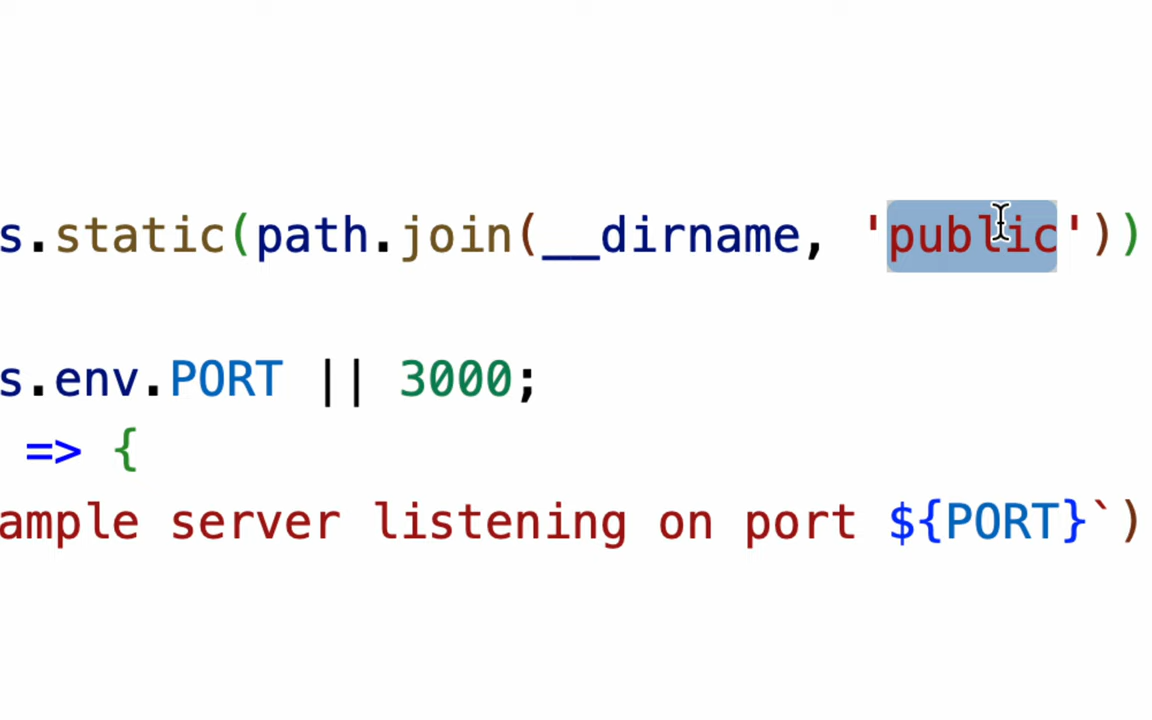 s.static(path.join(__dirname, 'public'))
s.env.PORT || 3000;
=> {
ample server listening on port ${PORT}`)